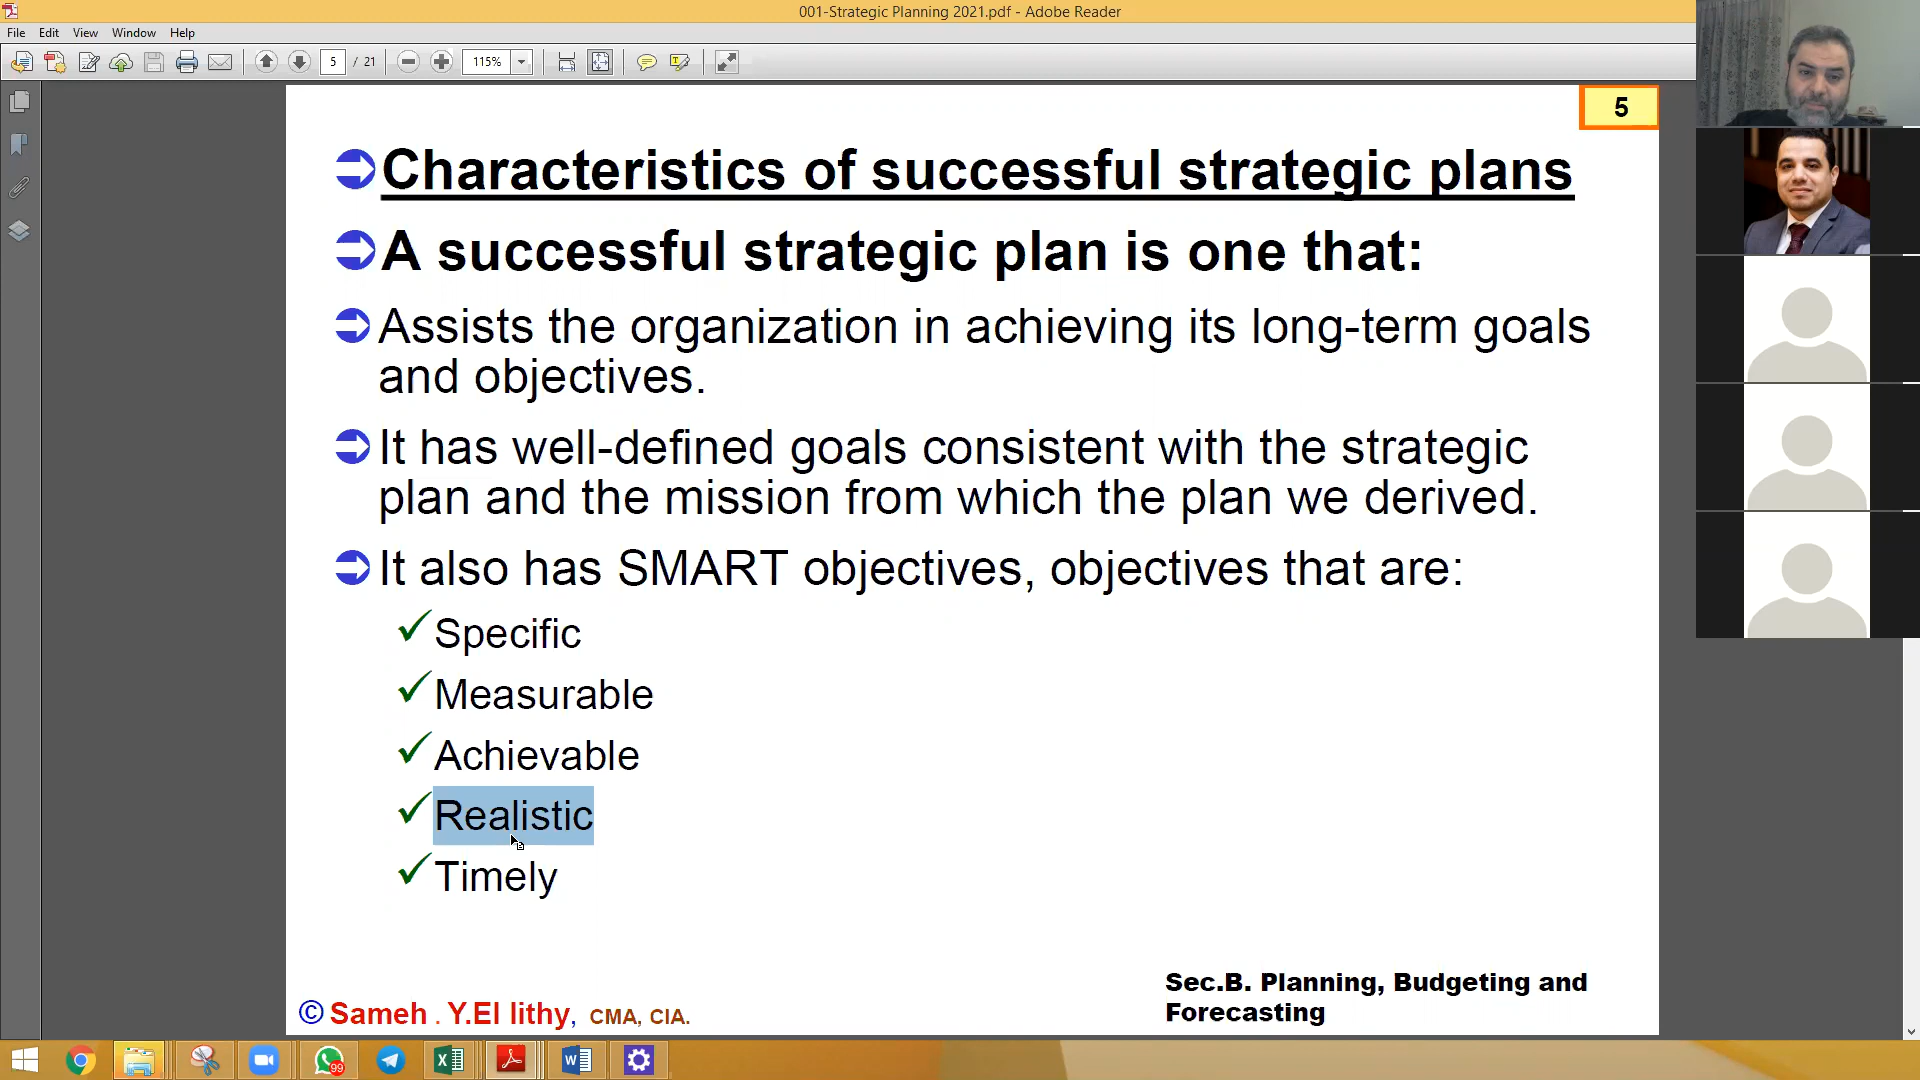 001-Strategic Planning 2021.pdf - Adobe Reader
File Edit View Window Help
5 / 21 115%
5
Characteristics of successful strategic plans
A successful strategic plan is one that:
Assists the organization in achieving its long-term goals
and objectives.
It has well-defined goals consistent with the strategic
plan and the mission from which the plan we derived.
It also has SMART objectives, objectives that are:
Specific
Measurable
Achievable
Realistic
Timely
Sec.B. Planning, Budgeting and
Forecasting
© Sameh . Y.El lithy, CMA, CIA.
99